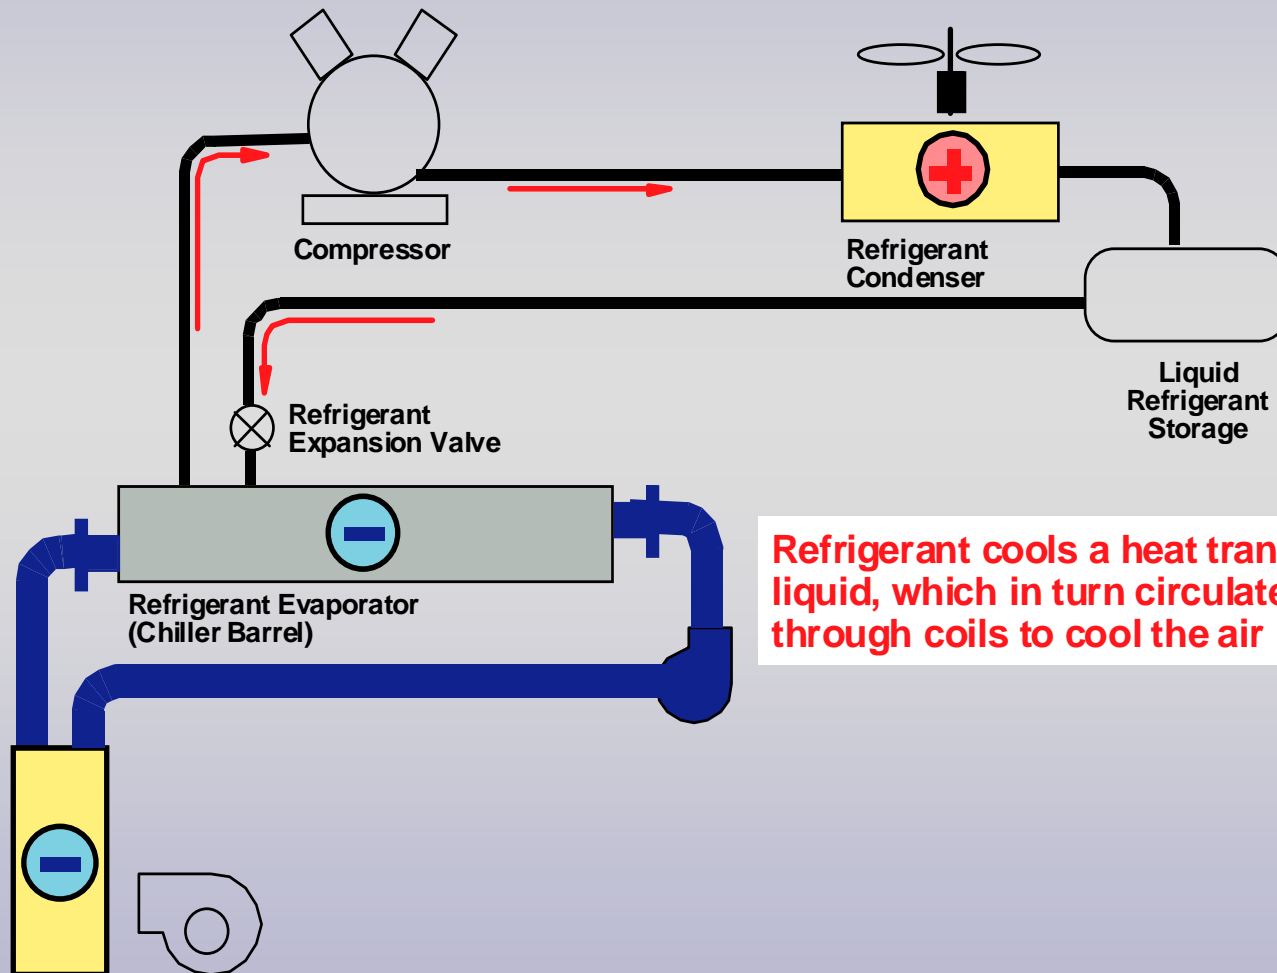 Compressor
Refrigerant
Condenser
Liquid
Refrigerant
Storage
Refrigerant
Expansion Valve
Refrigerant cools a heat
liquid, which in turn
through coils to cool the air
Refrigerant Evaporator
(Chiller Barrel)